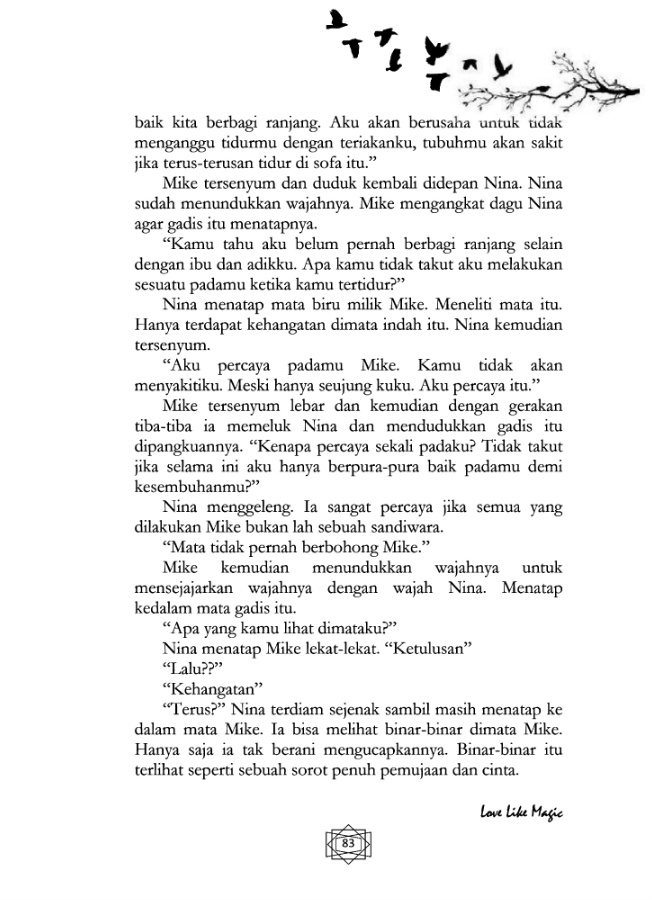 baik kita berbagi ranjang. Aku akan berusaha untuk tidak
menganggu tidurmu dengan teriakanku, tubuhmu akan sakit
jika terus-terusan tidur di sofa itu.”
Mike tersenyum dan duduk kembali didepan Nina. Nina
sudah menundukkan wajahnya. Mike mengangkat dagu Nina
agar gadis itu menatapnya.
“Kamu tahu aku belum pernah berbagi ranjang selain
dengan ibu dan adikku. Apa kamu tidak takut aku melakukan
sesuatu padamu ketika kamu tertidur?”
Nina menatap mata biru milik Mike. Meneliti mata itu.
Hanya terdapat kehangatan dimata indah itu. Nina kemudian
tersenyum.
“Aku percaya padamu Mike. Kamu tidak akan
menyakitiku. Meski hanya seujung kuku. Aku percaya itu.”
Mike tersenyum lebar dan kemudian dengan gerakan
tiba-tiba ia memeluk Nina dan mendudukkan gadis itu
dipangkuannya. “Kenapa percaya sekali padaku? Tidak takut
jika selama ini aku hanya berpura-pura baik padamu demi
kesembuhanmu?”
Nina menggeleng. Ia sangat percaya jika semua yang
dilakukan Mike bukan lah sebuah sandiwara.
“Mata tidak pernah berbohong Mike.”
Mike kemudian menundukkan wajahnya untuk
mensejajarkan wajahnya dengan wajah Nina. Menatap
kedalam mata gadis itu.
“Apa yang kamu lihat dimataku?”
Nina menatap Mike lekat-lekat. “Ketulusan”
“Lalu??”
“Kehangatan”
“Terus?” Nina terdiam sejenak sambil masih menatap ke
dalam mata Mike. Ia bisa melihat binar-binar dimata Mike.
Hanya saja ia tak berani mengucapkannya. Binar-binar itu
terlihat seperti sebuah sorot penuh pemujaan dan cinta.
Love Like Magic
83